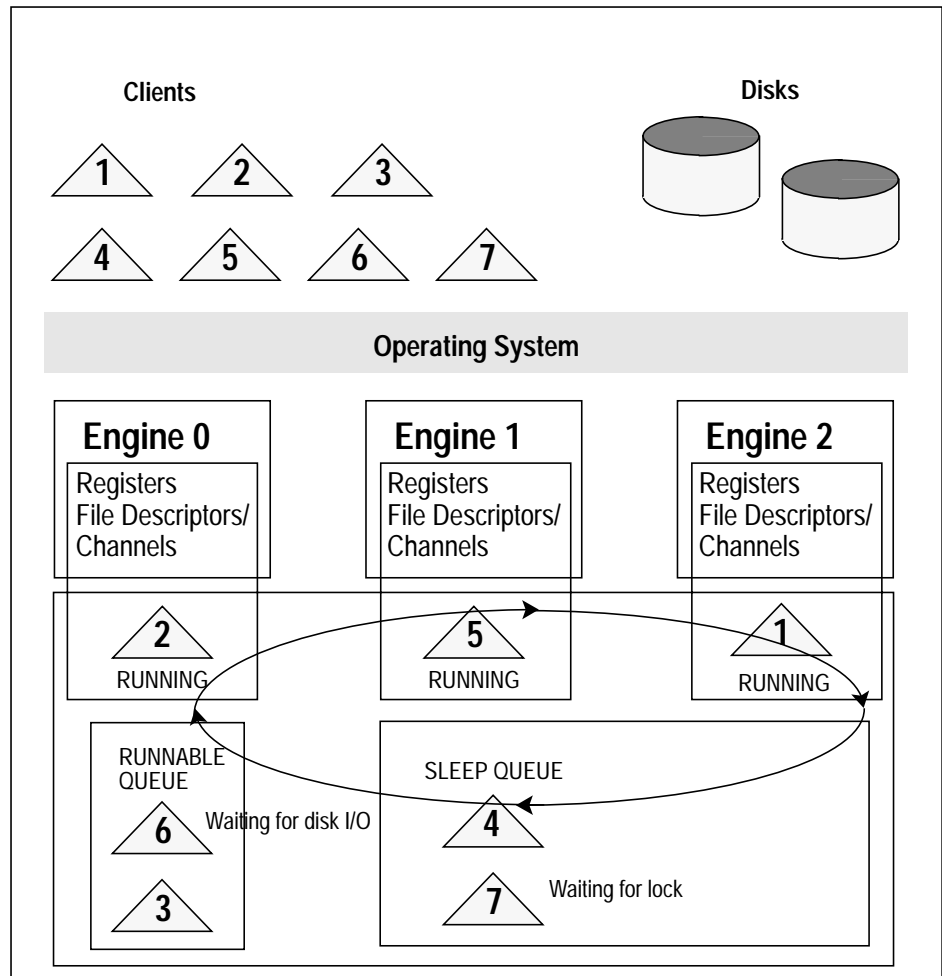 Clients
Disks
1 2 3
4 5 6 7
Operating System
Engine 0
Registers
File Descriptors/
Channels
Engine 1
Registers
File Descriptors/
Channels
Engine 2
Registers
File Descriptors/
Channels
2
RUNNING
5
RUNNING
1
RUNNING
RUNNABLE
QUEUE
6 Waiting for disk I/O
3
SLEEP QUEUE
4
7 Waiting for lock